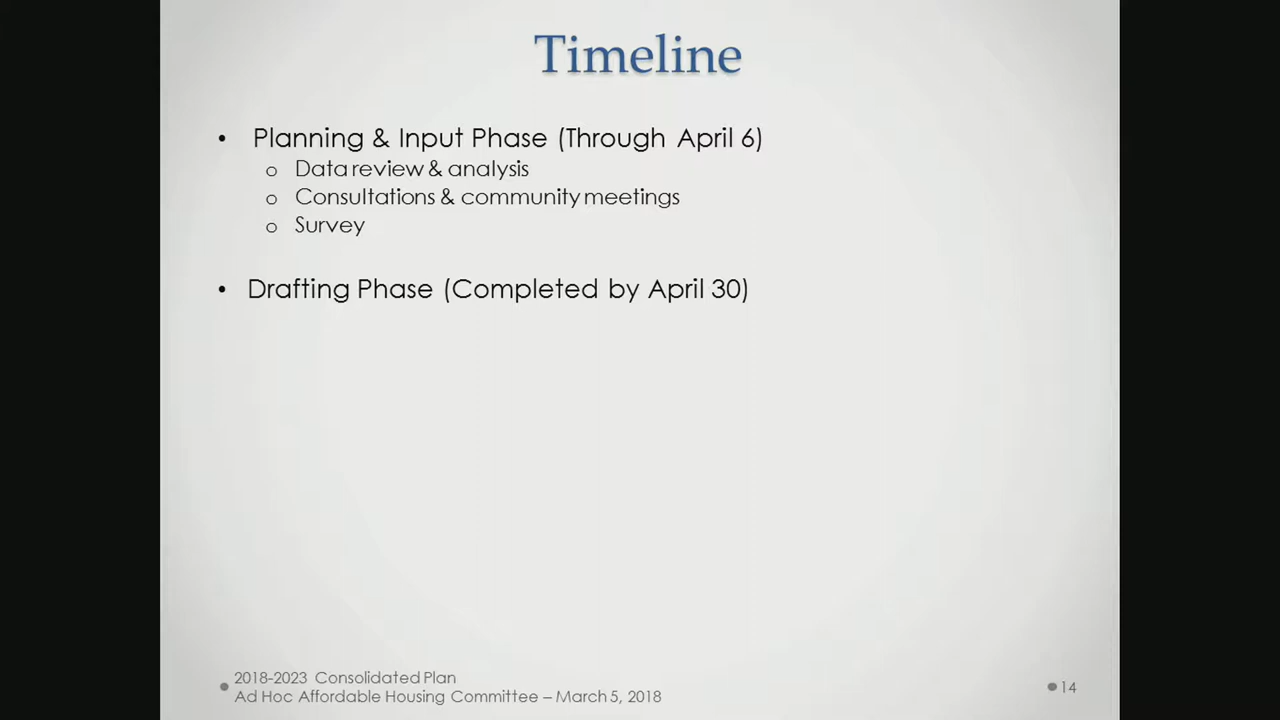 Timeline
• Planning & Input Phase (Through April 6)
o Data review & analysis
o Consultations & community meetings
o Survey
• Drafting Phase (Completed by April 30)
• 2018-2023 Consolidated Plan
Ad Hoc Affordable Housing Committee – March 5, 2018
• 14